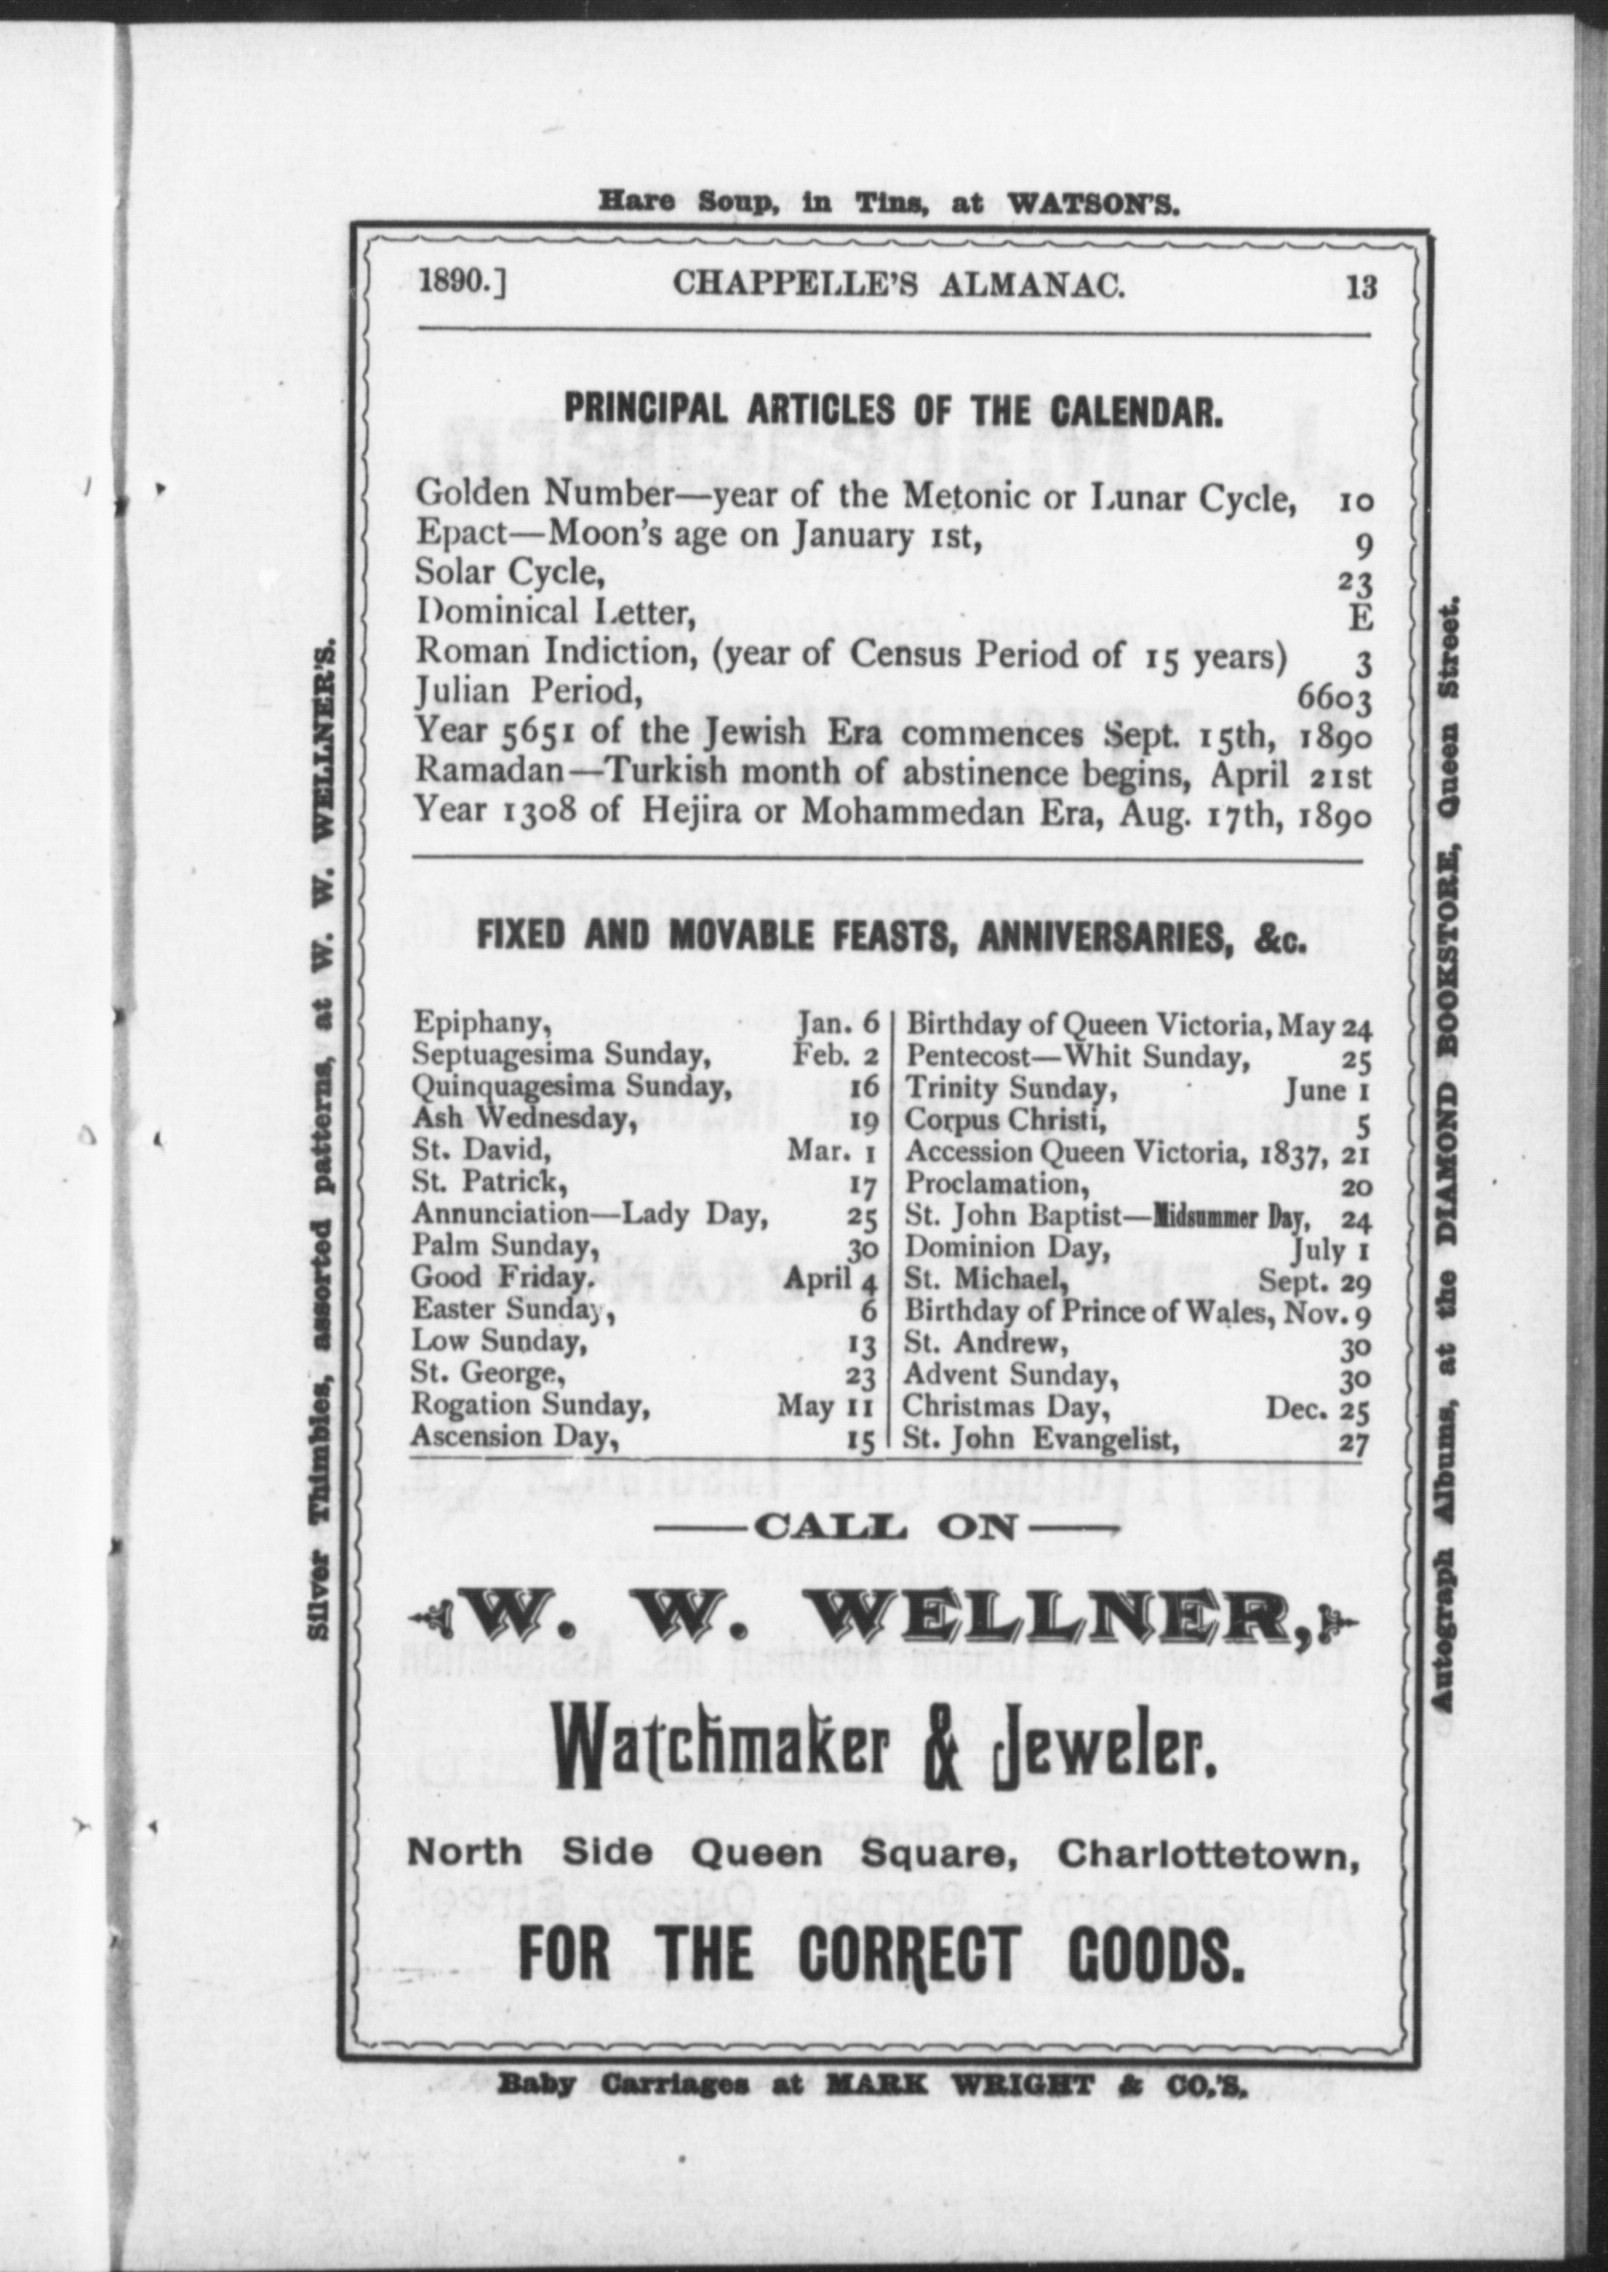 Hare Soup, in Tins, at WATSON'S.
1890.] CHAPPELLE'S ALMANAC. 13
PRINCIPAL ARTICLES OF THE CALENDAR.
Golden Number—year of the Metonic or Lunar Cycle, 10
Epact—Moon's age on January 1st, 9
Solar Cycle, 23
Dominical Letter, E
Roman Indiction, (year of Census Period of 15 years) 3
Julian Period, 6603
Year 5651 of the Jewish Era commences Sept. 15th, 1890
Ramadan—Turkish month of abstinence begins, April 21st
Year 1308 of Hejira or Mohammedan Era, Aug. 17th, 1890
FIXED AND MOVABLE FEASTS, ANNIVERSARIES, &c.
Epiphany, Jan. 6
Septuagesima Sunday, Feb. 2
Quinquagesima Sunday, 16
Ash Wednesday, 19
St. David, Mar. 1
St. Patrick, 17
Annunciation—Lady Day, 25
Palm Sunday, 30
Good Friday. April 4
Easter Sunday, 6
Low Sunday, 13
St. George, 23
Rogation Sunday, May 11
Ascension Day, 15
Birthday of Queen Victoria, May 24
Pentecost—Whit Sunday, 25
Trinity Sunday, June 1
Corpus Christi, 5
Accession Queen Victoria, 1837, 21
Proclamation, 20
St. John Baptist—Midsummer Day, 24
Dominion Day, July 1
St. Michael, Sept. 29
Birthday of Prince of Wales, Nov. 9
St. Andrew, 30
Advent Sunday, 30
Christmas Day, Dec. 25
St. John Evangelist, 27
—CALL ON—
W. W. WELLNER,
Watchmaker & Jeweler.
North Side Queen Square, Charlottetown,
FOR THE CORRECT GOODS.
Baby Carriages at MARK WRIGHT & CO.'S.
Silver Thimbles, assorted patterns, at W. W. WELLNER'S.
Autograph Albums, at the DIAMOND BOOKSTORE, Queen Street.